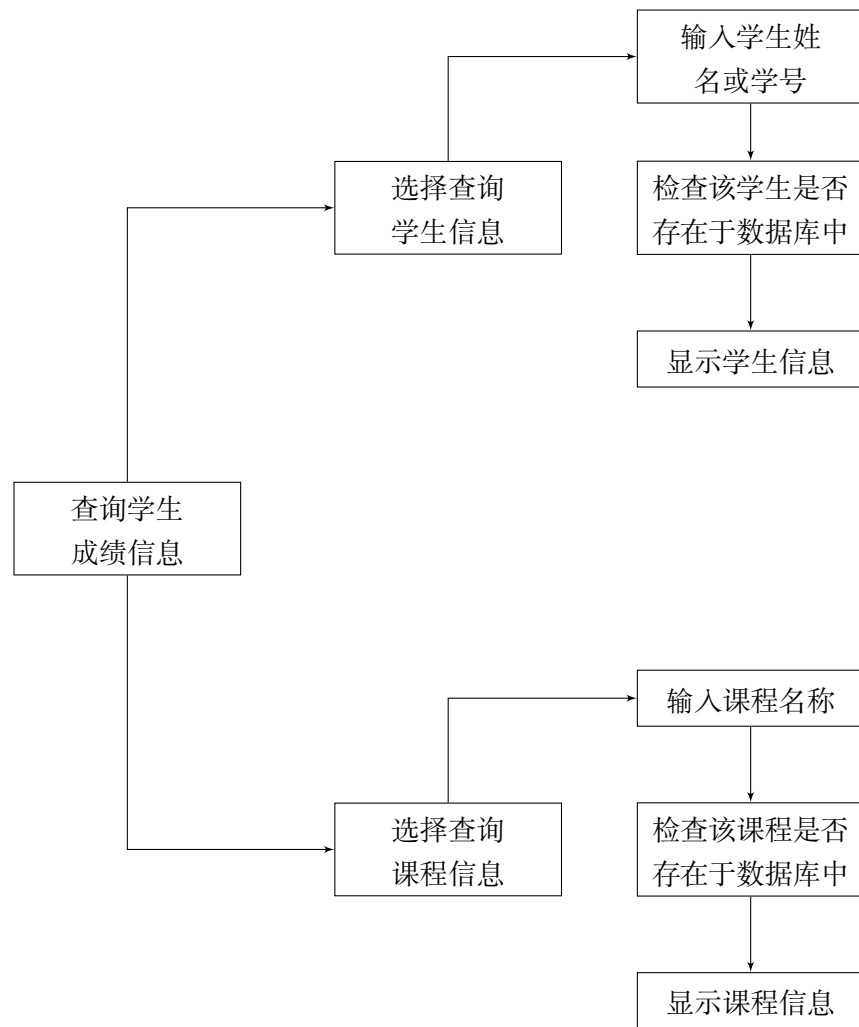 输入学生姓
名或学号
选择查询
学生信息
检查该学生是否
存在于数据库中
显示学生信息
查询学生
成绩信息
输入课程名称
选择查询
课程信息
检查该课程是否
存在于数据库中
显示课程信息